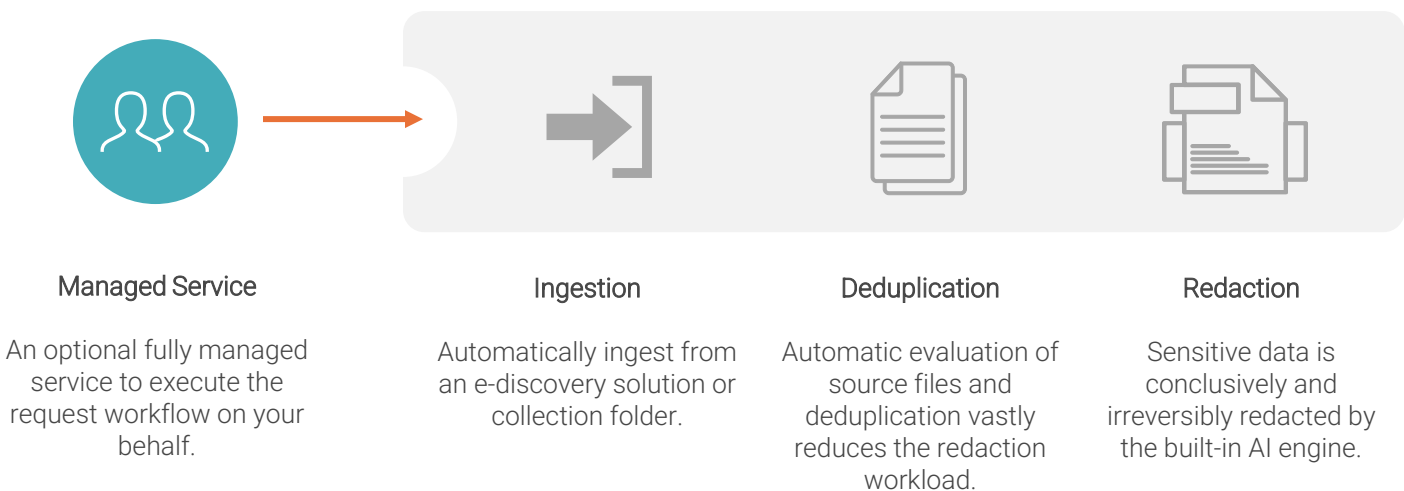 Managed Service
An optional fully managed
service to execute the
request workflow on your
behalf.
Ingestion
Automatically ingest from
an e-discovery solution or
collection folder.
Deduplication
Automatic evaluation of
source files and
deduplication vastly
reduces the redaction
workload.
Redaction
Sensitive data is
conclusively and
irreversibly redacted by
the built-in AI engine.